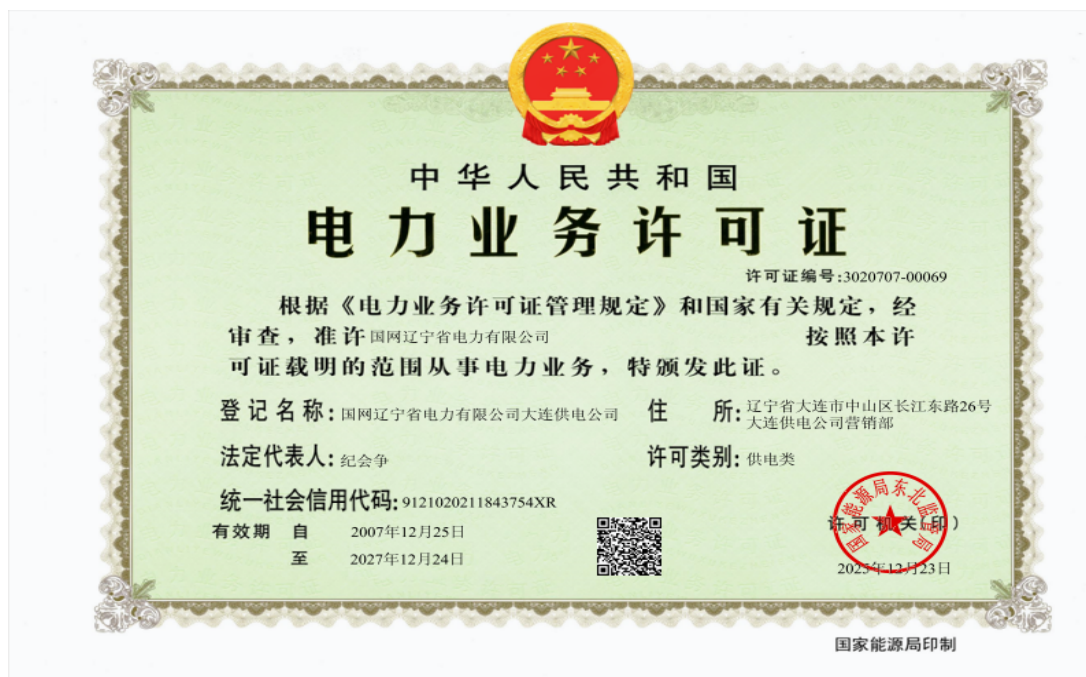 中华人民共和国
电力业务许可证
许可证编号:3020707-00069
根据《电力业务许可证管理规定》和国家有关规定，经
审查，准许国网辽宁省电力有限公司 按照本许
可证载明的范围从事电力业务，特颁发此证。
登记名称:国网辽宁省电力有限公司大连供电公司 住 所:辽宁省大连市中山区长江东路26号
大连供电公司营销部
法定代表人:纪会争 许可类别:供电类
统一社会信用代码:9121020211843754XR
有效期 自 2007年12月25日
至 2027年12月24日
国家能源局东北监管局
许可机关(印)
2025年12月23日
国家能源局印制